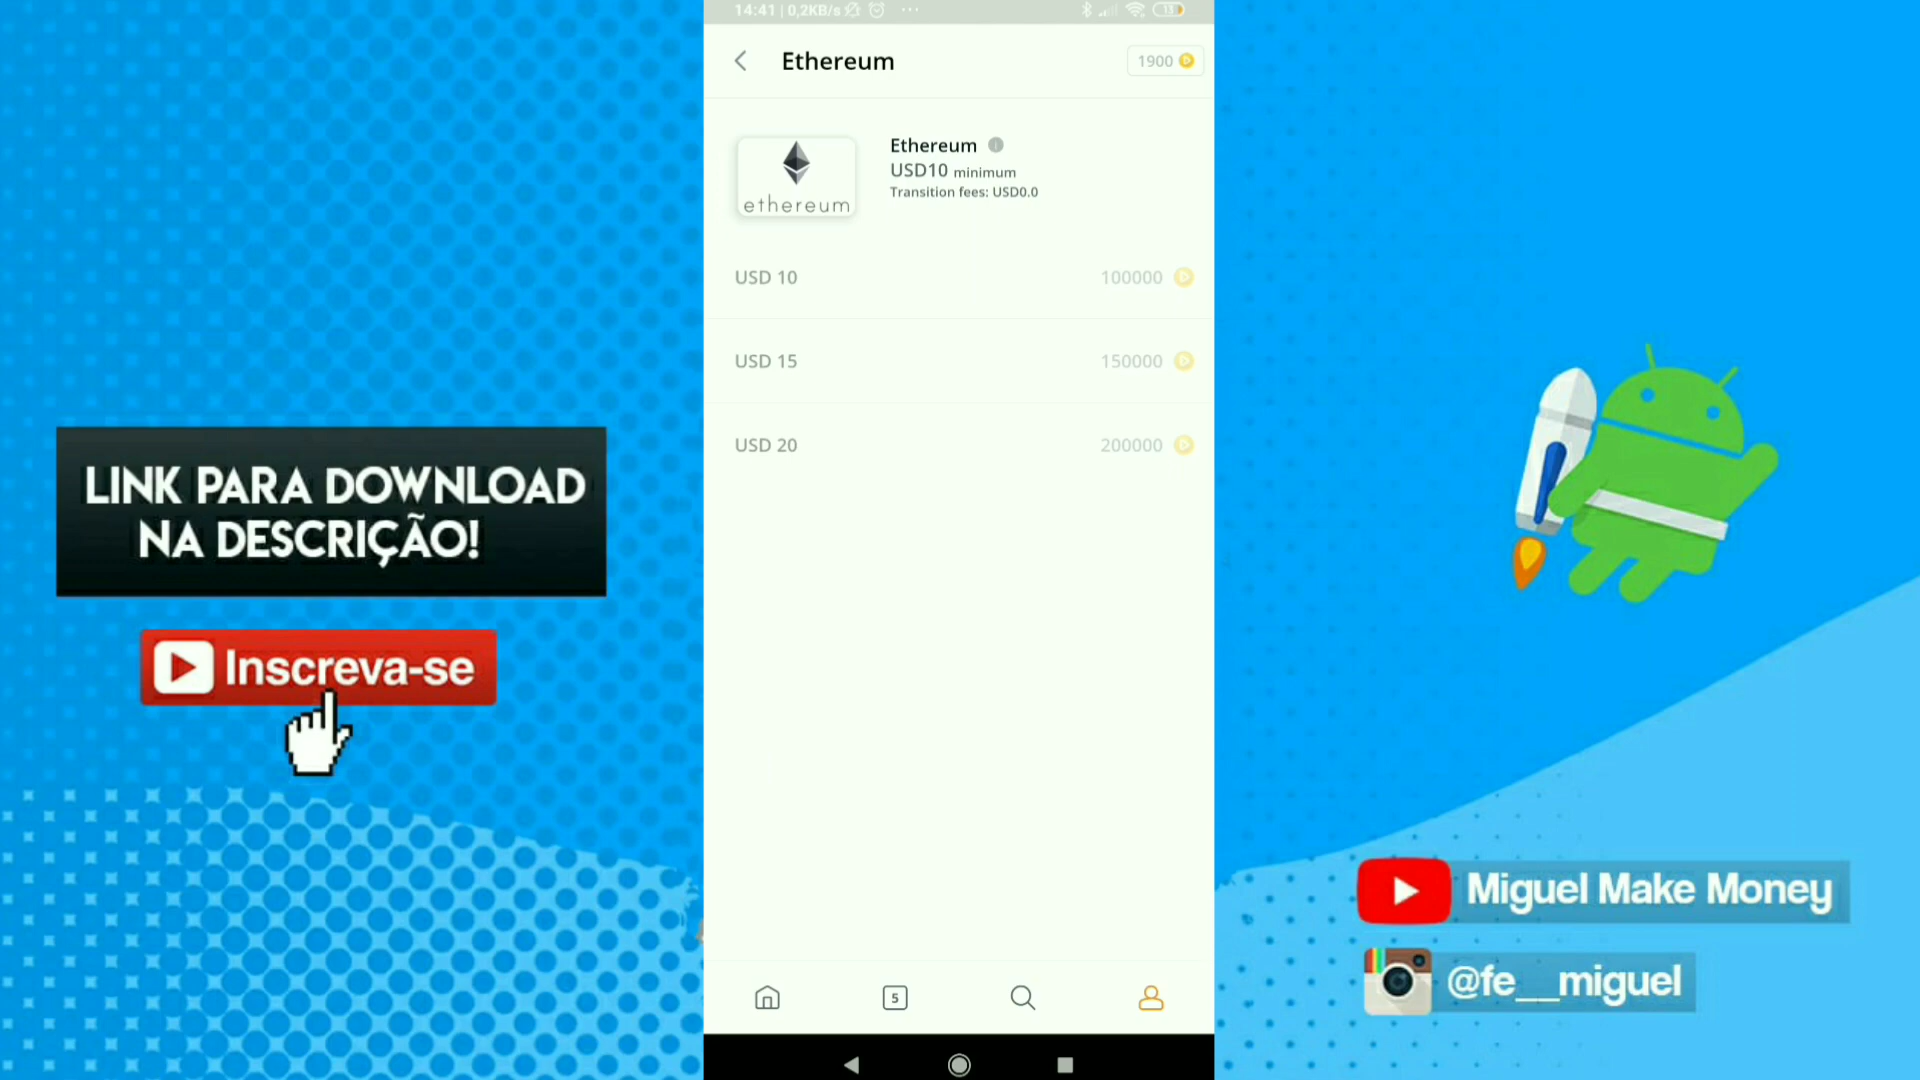 14:41 | 0,2KB/s
13
Ethereum
1900
ethereum
Ethereum
USD10 minimum
Transition fees: USD0.0
USD 10
100000
USD 15
150000
USD 20
200000
5
LINK PARA DOWNLOAD
NA DESCRIÇÃO!
Inscreva-se
Miguel Make Money
@fe__miguel